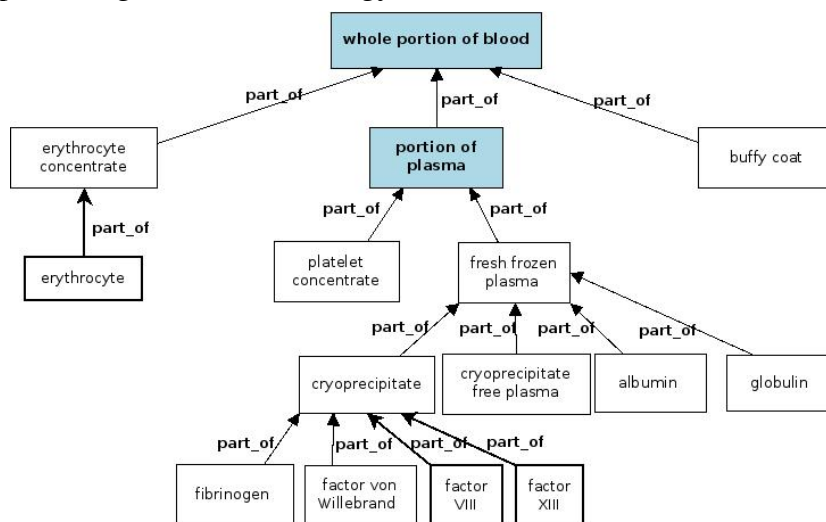 whole portion of blood
part_of
part_of
part_of
erythrocyte
concentrate
portion of
plasma
buffy coat
part_of
part_of
part_of
erythrocyte
platelet
concentrate
fresh frozen
plasma
part_of
part_of
part_of
part_of
cryoprecipitate
cryoprecipitate
free plasma
albumin
globulin
part_of
part_of
part_of
part_of
fibrinogen
factor von
Willebrand
factor
VIII
factor
XIII